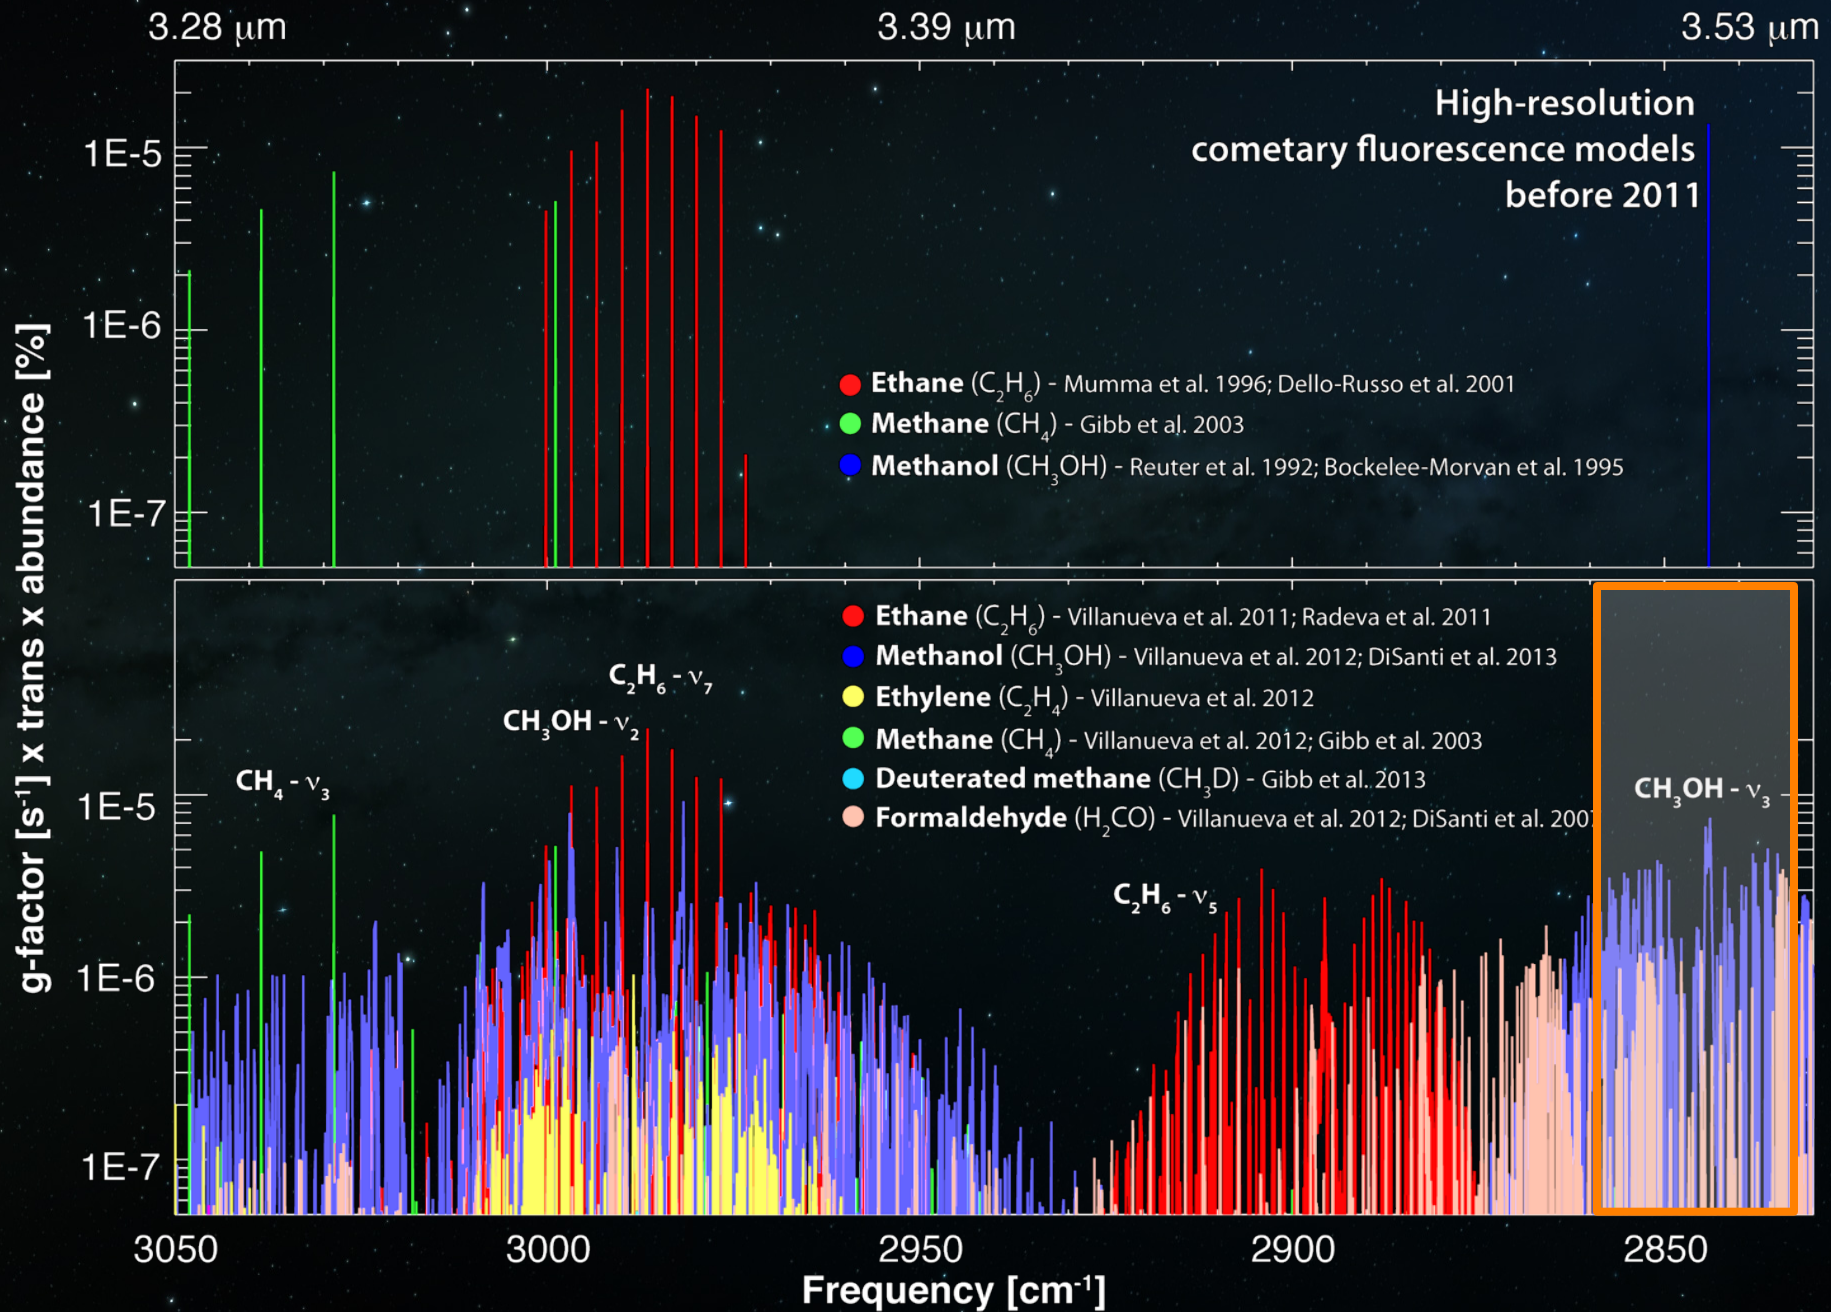 3.28 μm 3.39 μm 3.53 μm
High-resolution
cometary fluorescence models
before 2011
1E-5
1E-6
1E-7
Ethane (C2H6) - Mumma et al. 1996; Dello-Russo et al. 2001
Methane (CH4) - Gibb et al. 2003
Methanol (CH3OH) - Reuter et al. 1992; Bockelee-Morvan et al. 1995
g-factor [s-1] x trans x abundance [%]
Ethane (C2H6) - Villanueva et al. 2011; Radeva et al. 2011
Methanol (CH3OH) - Villanueva et al. 2012; DiSanti et al. 2013
Ethylene (C2H4) - Villanueva et al. 2012
Methane (CH4) - Villanueva et al. 2012; Gibb et al. 2003
Deuterated methane (CH3D) - Gibb et al. 2013
Formaldehyde (H2CO) - Villanueva et al. 2012; DiSanti et al. 2007
C2H6 - ν7
CH3OH - ν2
CH4 - ν3
CH3OH - ν3
C2H6 - ν5
1E-5
1E-6
1E-7
3050 3000 2950 2900 2850
Frequency [cm-1]